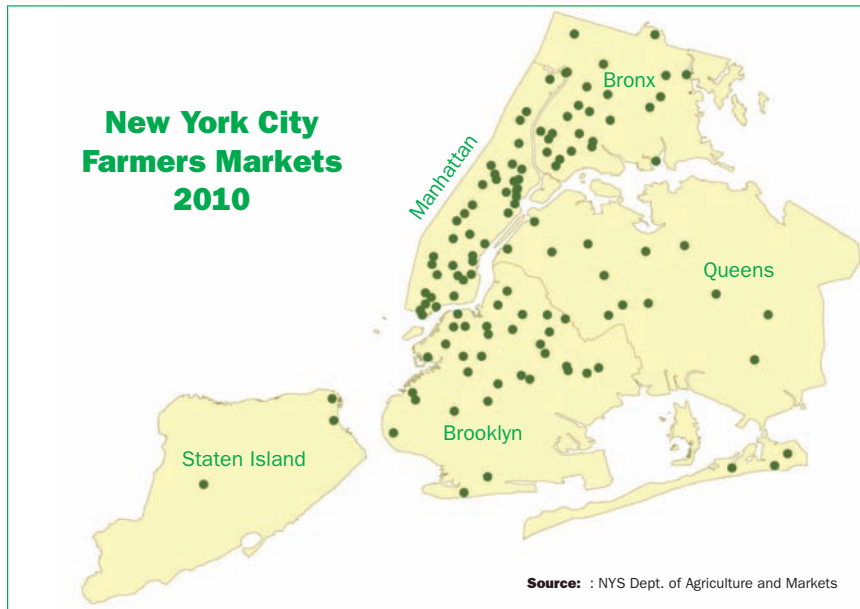 New York City
Farmers Markets
2010
Manhattan
Bronx
Queens
Brooklyn
Staten Island
Source: : NYS Dept. of Agriculture and Markets